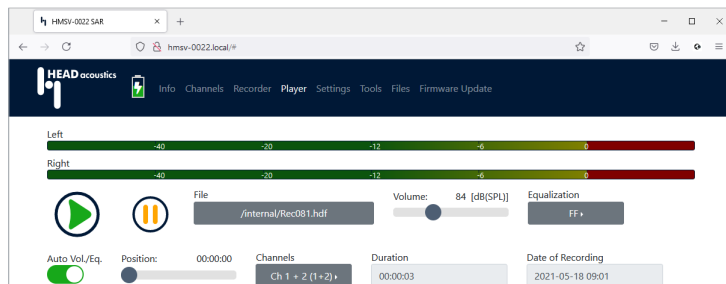 HMSV-0022 SAR
hmsv-0022.local/#
HEAD acoustics
Info Channels Recorder Player Settings Tools Files Firmware Update
Left
-40 -20 -12 -6 0
Right
-40 -20 -12 -6 0
File Volume: 84 [dB(SPL)] Equalization
/internal/Rec081.hdf FF
Auto Vol./Eq. Position: 00:00:00 Channels Duration Date of Recording
Ch 1 + 2 (1+2) 00:00:03 2021-05-18 09:01